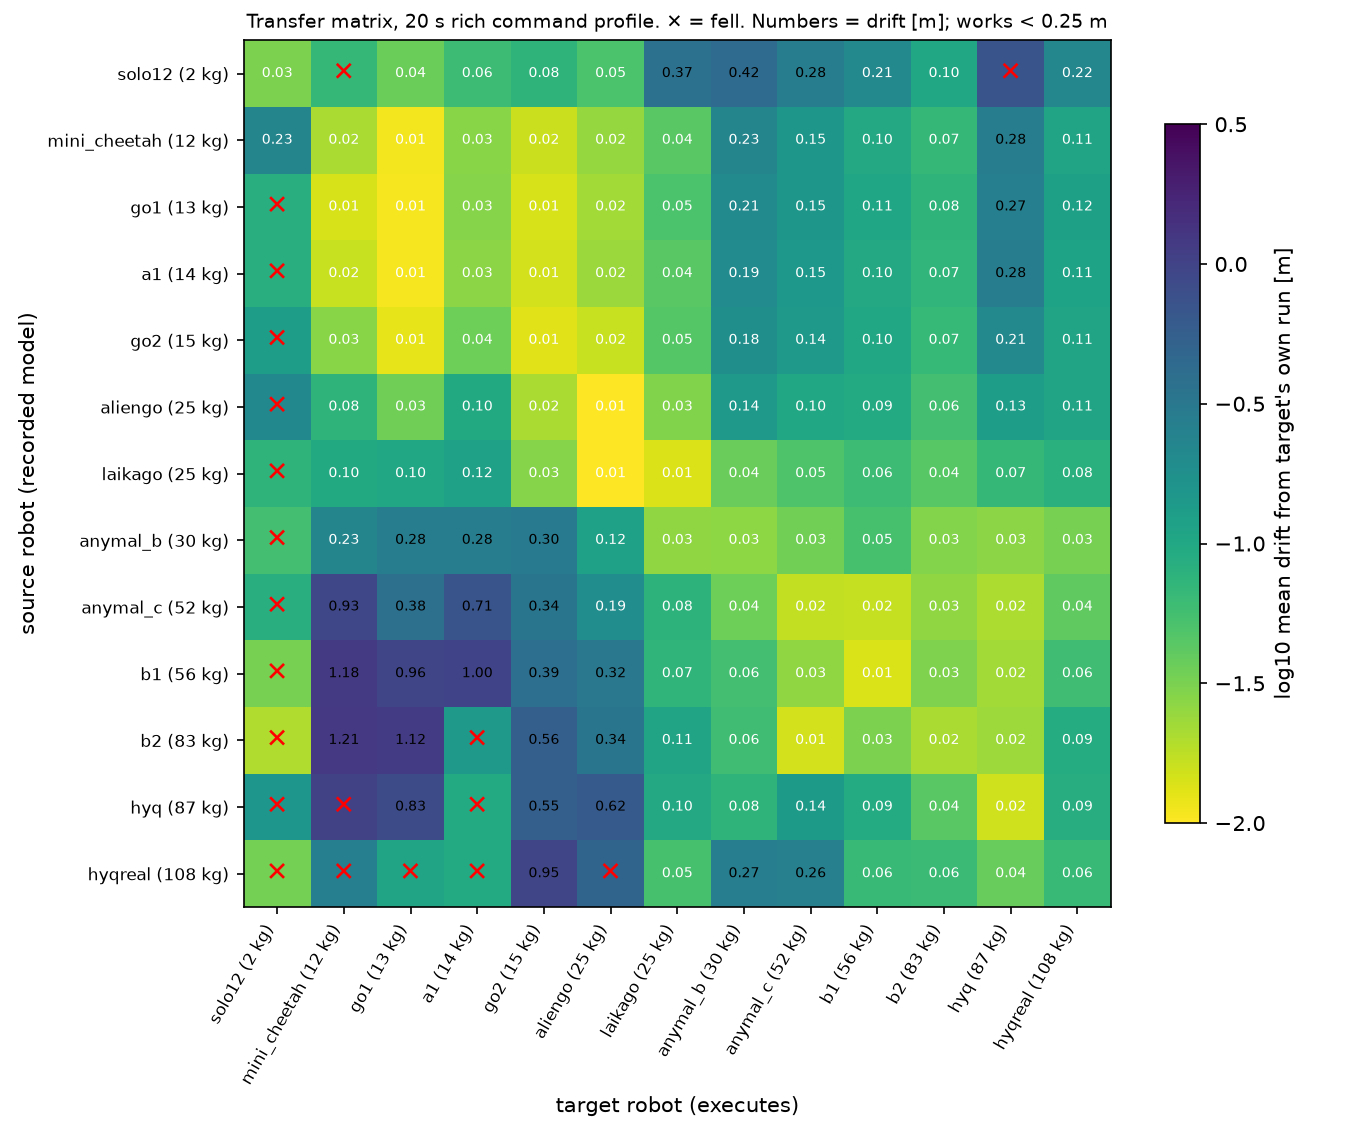 Transfer matrix, 20 s rich command profile. ✕ = fell. Numbers = drift [m]; works < 0.25 m
source robot (recorded model)
solo12 (2 kg) 0.03 ✕ 0.04 0.06 0.08 0.05 0.37 0.42 0.28 0.21 0.10 ✕ 0.22
mini_cheetah (12 kg) 0.23 0.02 0.01 0.03 0.02 0.02 0.04 0.23 0.15 0.10 0.07 0.28 0.11
go1 (13 kg) ✕ 0.01 0.01 0.03 0.01 0.02 0.05 0.21 0.15 0.11 0.08 0.27 0.12
a1 (14 kg) ✕ 0.02 0.01 0.03 0.01 0.02 0.04 0.19 0.15 0.10 0.07 0.28 0.11
go2 (15 kg) ✕ 0.03 0.01 0.04 0.01 0.02 0.05 0.18 0.14 0.10 0.07 0.21 0.11
aliengo (25 kg) ✕ 0.08 0.03 0.10 0.02 0.01 0.03 0.14 0.10 0.09 0.06 0.13 0.11
laikago (25 kg) ✕ 0.10 0.10 0.12 0.03 0.01 0.01 0.04 0.05 0.06 0.04 0.07 0.08
anymal_b (30 kg) ✕ 0.23 0.28 0.28 0.30 0.12 0.03 0.03 0.03 0.05 0.03 0.03 0.03
anymal_c (52 kg) ✕ 0.93 0.38 0.71 0.34 0.19 0.08 0.04 0.02 0.02 0.03 0.02 0.04
b1 (56 kg) ✕ 1.18 0.96 1.00 0.39 0.32 0.07 0.06 0.03 0.01 0.03 0.02 0.06
b2 (83 kg) ✕ 1.21 1.12 ✕ 0.56 0.34 0.11 0.06 0.01 0.03 0.02 0.02 0.09
hyq (87 kg) ✕ ✕ 0.83 ✕ 0.55 0.62 0.10 0.08 0.14 0.09 0.04 0.02 0.09
hyqreal (108 kg) ✕ ✕ ✕ ✕ 0.95 ✕ 0.05 0.27 0.26 0.06 0.06 0.04 0.06
solo12 (2 kg)
mini_cheetah (12 kg)
go1 (13 kg)
a1 (14 kg)
go2 (15 kg)
aliengo (25 kg)
laikago (25 kg)
anymal_b (30 kg)
anymal_c (52 kg)
b1 (56 kg)
b2 (83 kg)
hyq (87 kg)
hyqreal (108 kg)
target robot (executes)
0.5
0.0
−0.5
−1.0
−1.5
−2.0
log10 mean drift from target's own run [m]